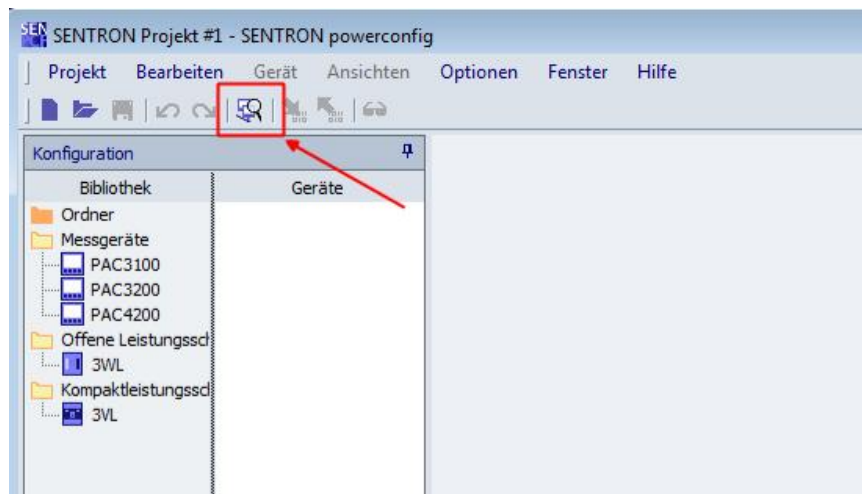 SENTRON Projekt #1 - SENTRON powerconfig
Projekt Bearbeiten Gerät Ansichten Optionen Fenster Hilfe
Konfiguration
Bibliothek Geräte
Ordner
Messgeräte
PAC3100
PAC3200
PAC4200
Offene Leistungssch
3WL
Kompaktleistungssch
3VL